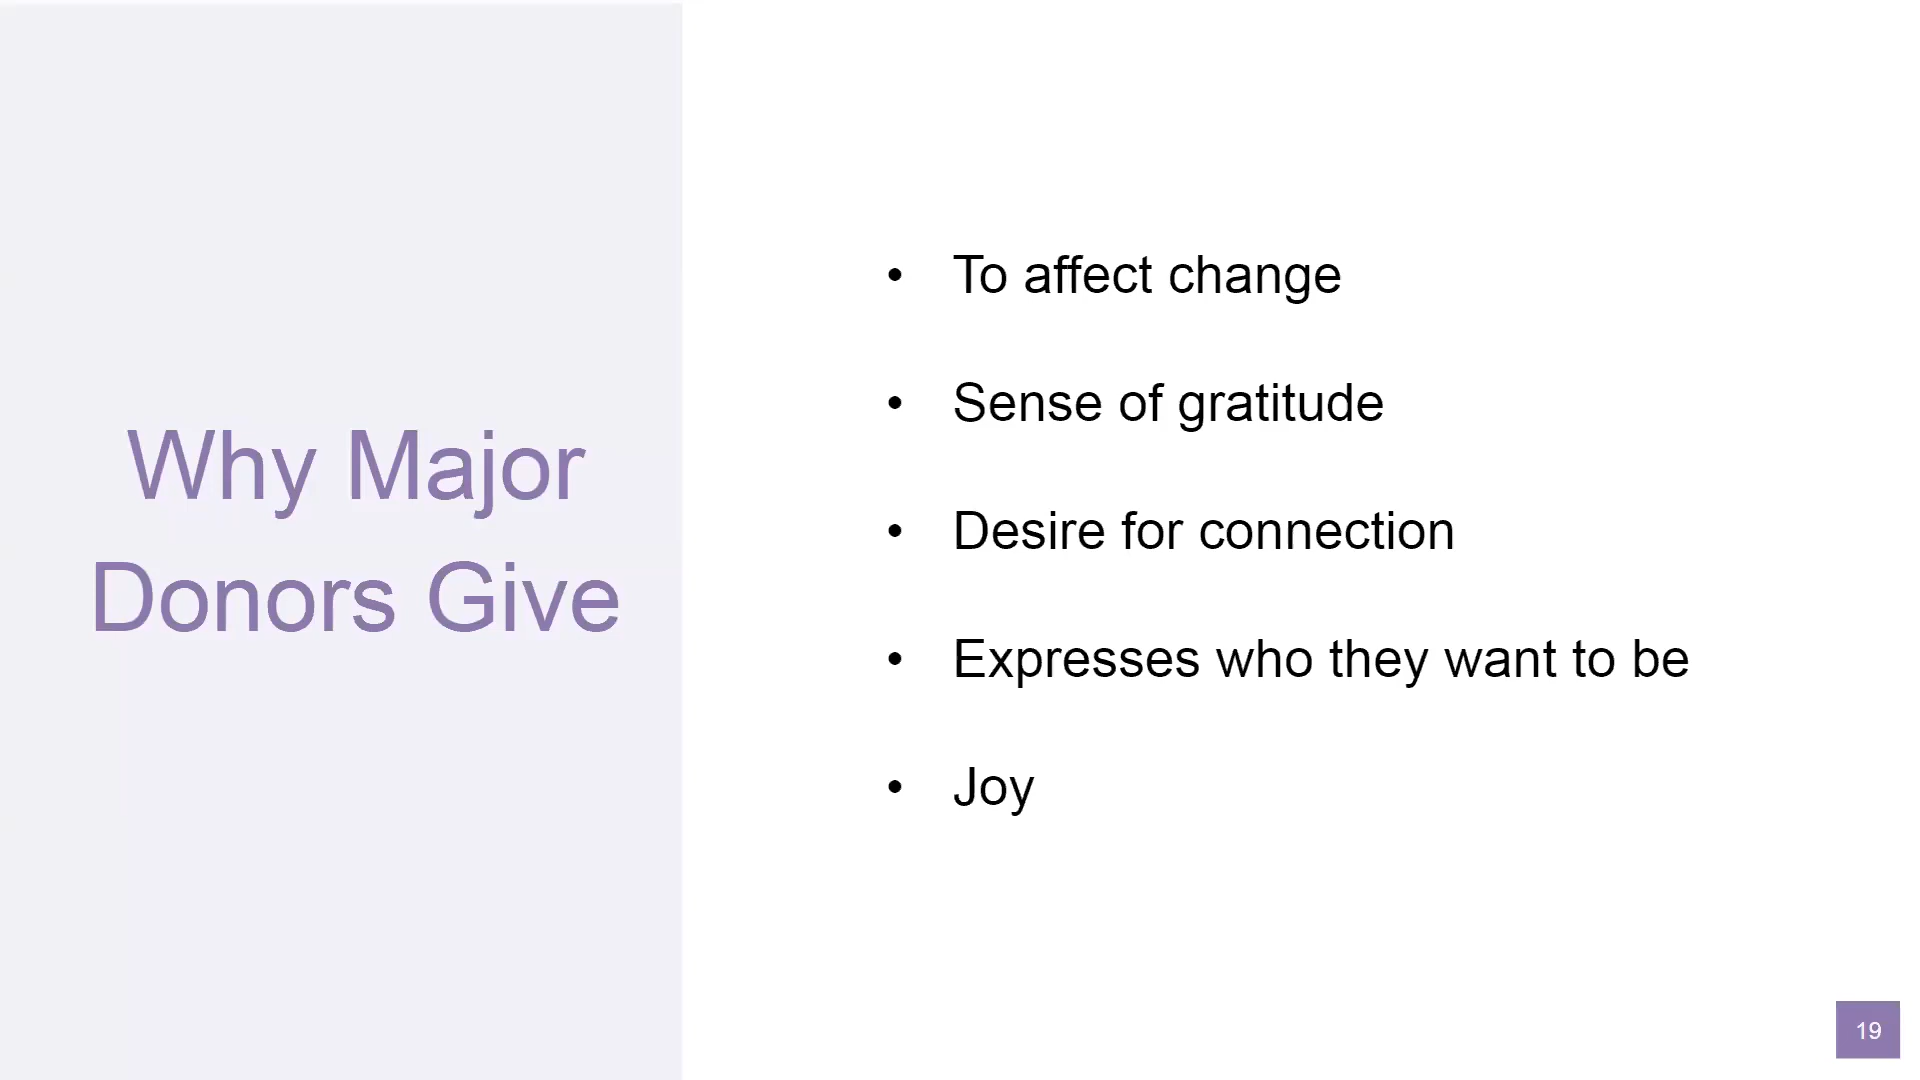 Why Major
Donors Give
• To affect change
• Sense of gratitude
• Desire for connection
• Expresses who they want to be
• Joy
19